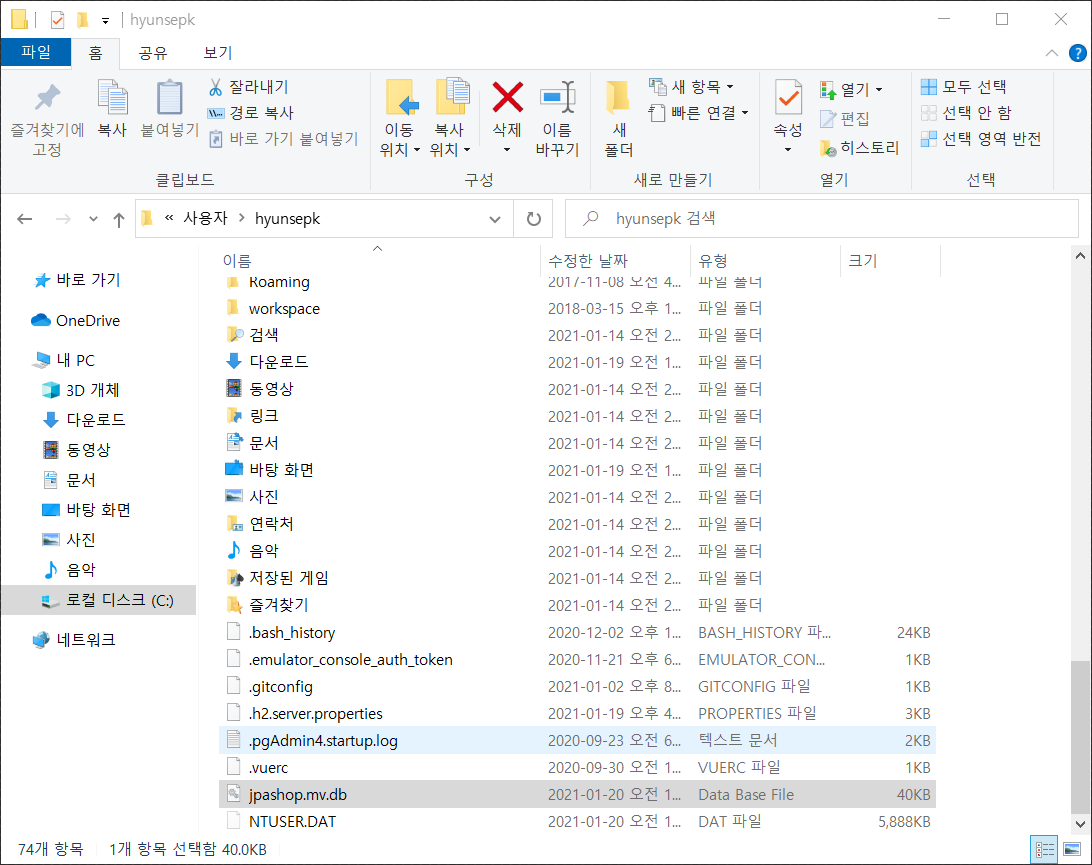 hyunsepk
파일 홈 공유 보기
즐겨찾기에 고정
복사
붙여넣기
잘라내기
경로 복사
바로 가기 붙여넣기
클립보드
이동 위치
복사 위치
삭제
이름 바꾸기
구성
새 폴더
새 항목
빠른 연결
새로 만들기
속성
열기
편집
히스토리
열기
모두 선택
선택 안 함
선택 영역 반전
선택
« 사용자 > hyunsepk
hyunsepk 검색
바로 가기
OneDrive
내 PC
3D 개체
다운로드
동영상
문서
바탕 화면
사진
음악
로컬 디스크 (C:)
네트워크
이름 수정한 날짜 유형 크기
Roaming 2017-11-08 오전 4... 파일 폴더
workspace 2018-03-15 오후 1... 파일 폴더
검색 2021-01-14 오전 2... 파일 폴더
다운로드 2021-01-19 오전 1... 파일 폴더
동영상 2021-01-14 오전 2... 파일 폴더
링크 2021-01-14 오전 2... 파일 폴더
문서 2021-01-14 오전 2... 파일 폴더
바탕 화면 2021-01-19 오전 1... 파일 폴더
사진 2021-01-14 오전 2... 파일 폴더
연락처 2021-01-14 오전 2... 파일 폴더
음악 2021-01-14 오전 2... 파일 폴더
저장된 게임 2021-01-14 오전 2... 파일 폴더
즐겨찾기 2021-01-14 오전 2... 파일 폴더
.bash_history 2020-12-02 오후 1... BASH_HISTORY 파... 24KB
.emulator_console_auth_token 2020-11-21 오후 6... EMULATOR_CON... 1KB
.gitconfig 2021-01-02 오후 8... GITCONFIG 파일 1KB
.h2.server.properties 2021-01-19 오후 4... PROPERTIES 파일 3KB
.pgAdmin4.startup.log 2020-09-23 오전 6... 텍스트 문서 2KB
.vuerc 2020-09-30 오전 1... VUERC 파일 1KB
jpashop.mv.db 2021-01-20 오전 1... Data Base File 40KB
NTUSER.DAT 2021-01-20 오전 1... DAT 파일 5,888KB
74개 항목 1개 항목 선택함 40.0KB